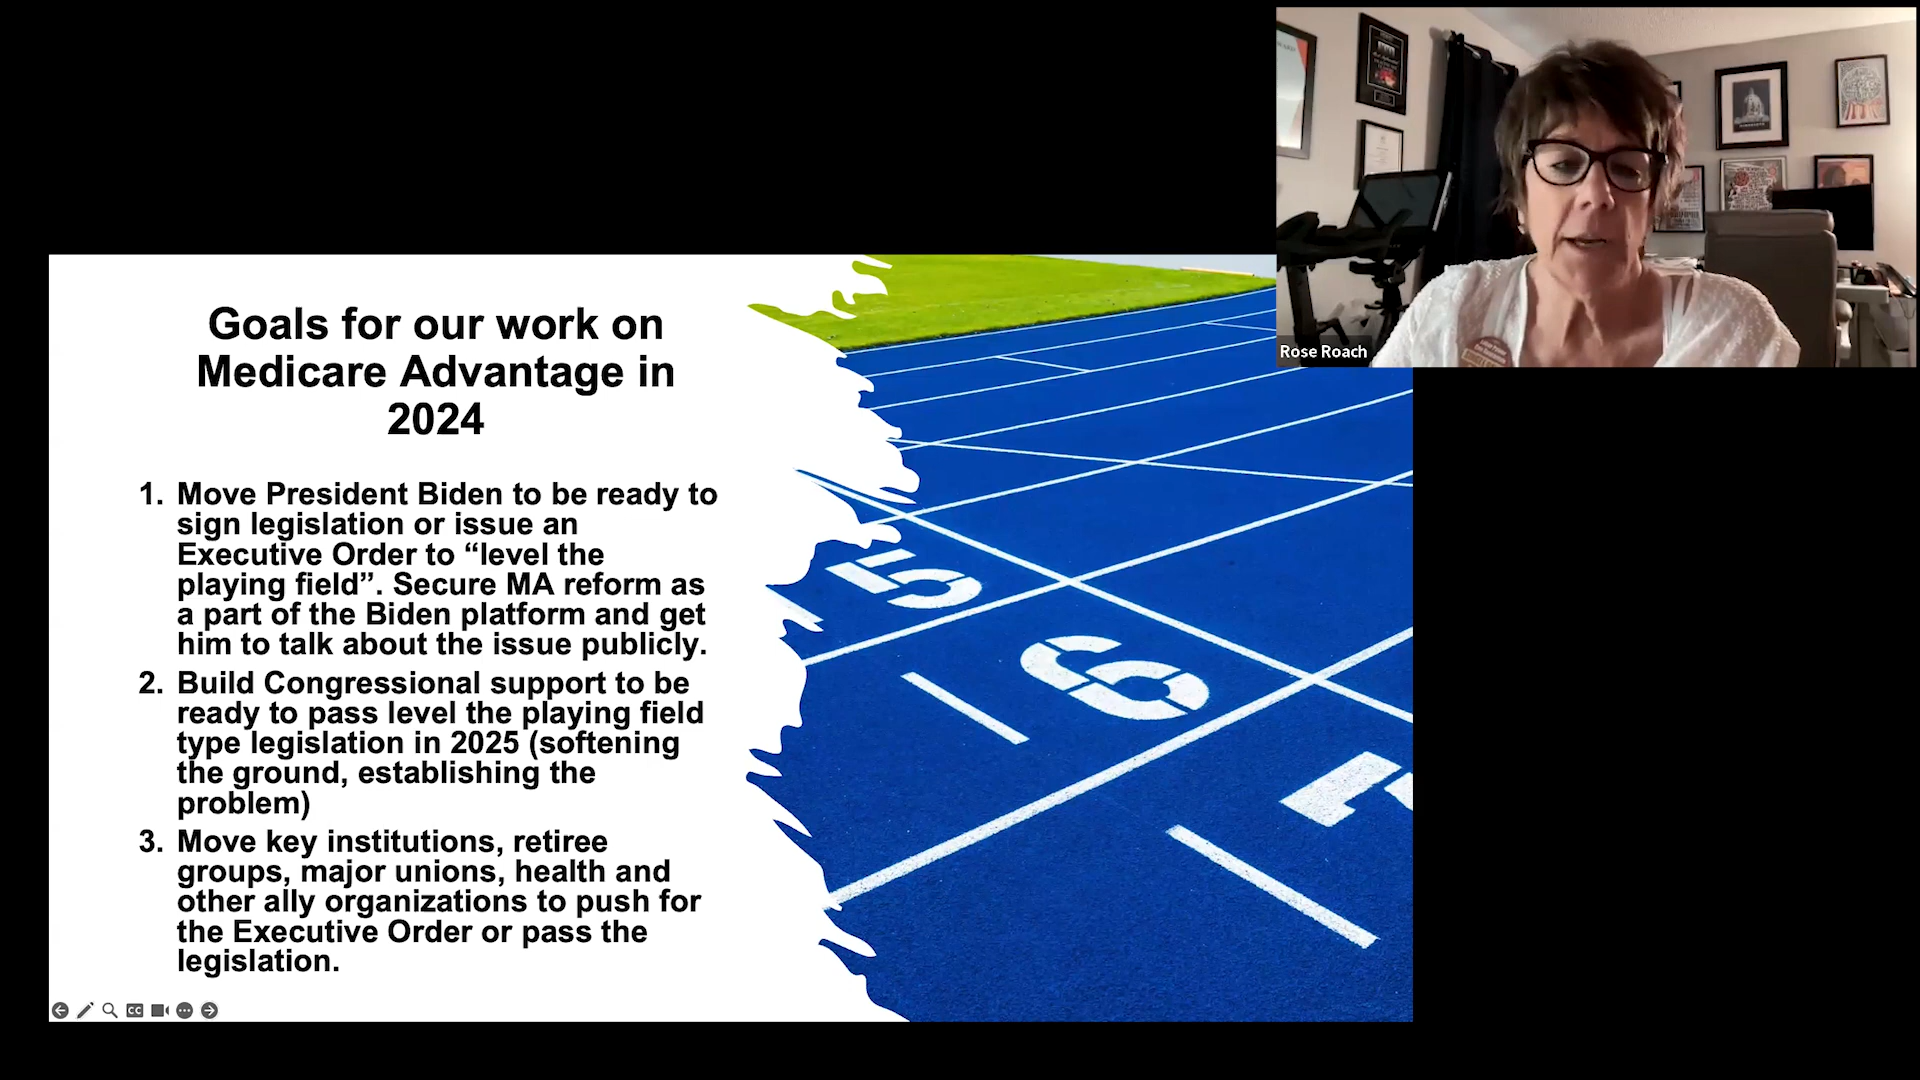 Goals for our work on
Medicare Advantage in
2024
1. Move President Biden to be ready to
sign legislation or issue an
Executive Order to “level the
playing field”. Secure MA reform as
a part of the Biden platform and get
him to talk about the issue publicly.
2. Build Congressional support to be
ready to pass level the playing field
type legislation in 2025 (softening
the ground, establishing the
problem)
3. Move key institutions, retiree
groups, major unions, health and
other ally organizations to push for
the Executive Order or pass the
legislation.
5
6
7
CC
Rose Roach